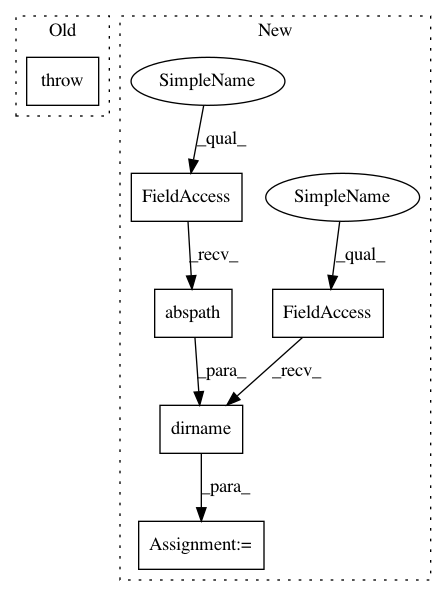 Old
New
throw
SimpleName
_qual_
FieldAccess
SimpleName
_recv_
_qual_
abspath
FieldAccess
_para_
_recv_
dirname
_para_
Assignment:=